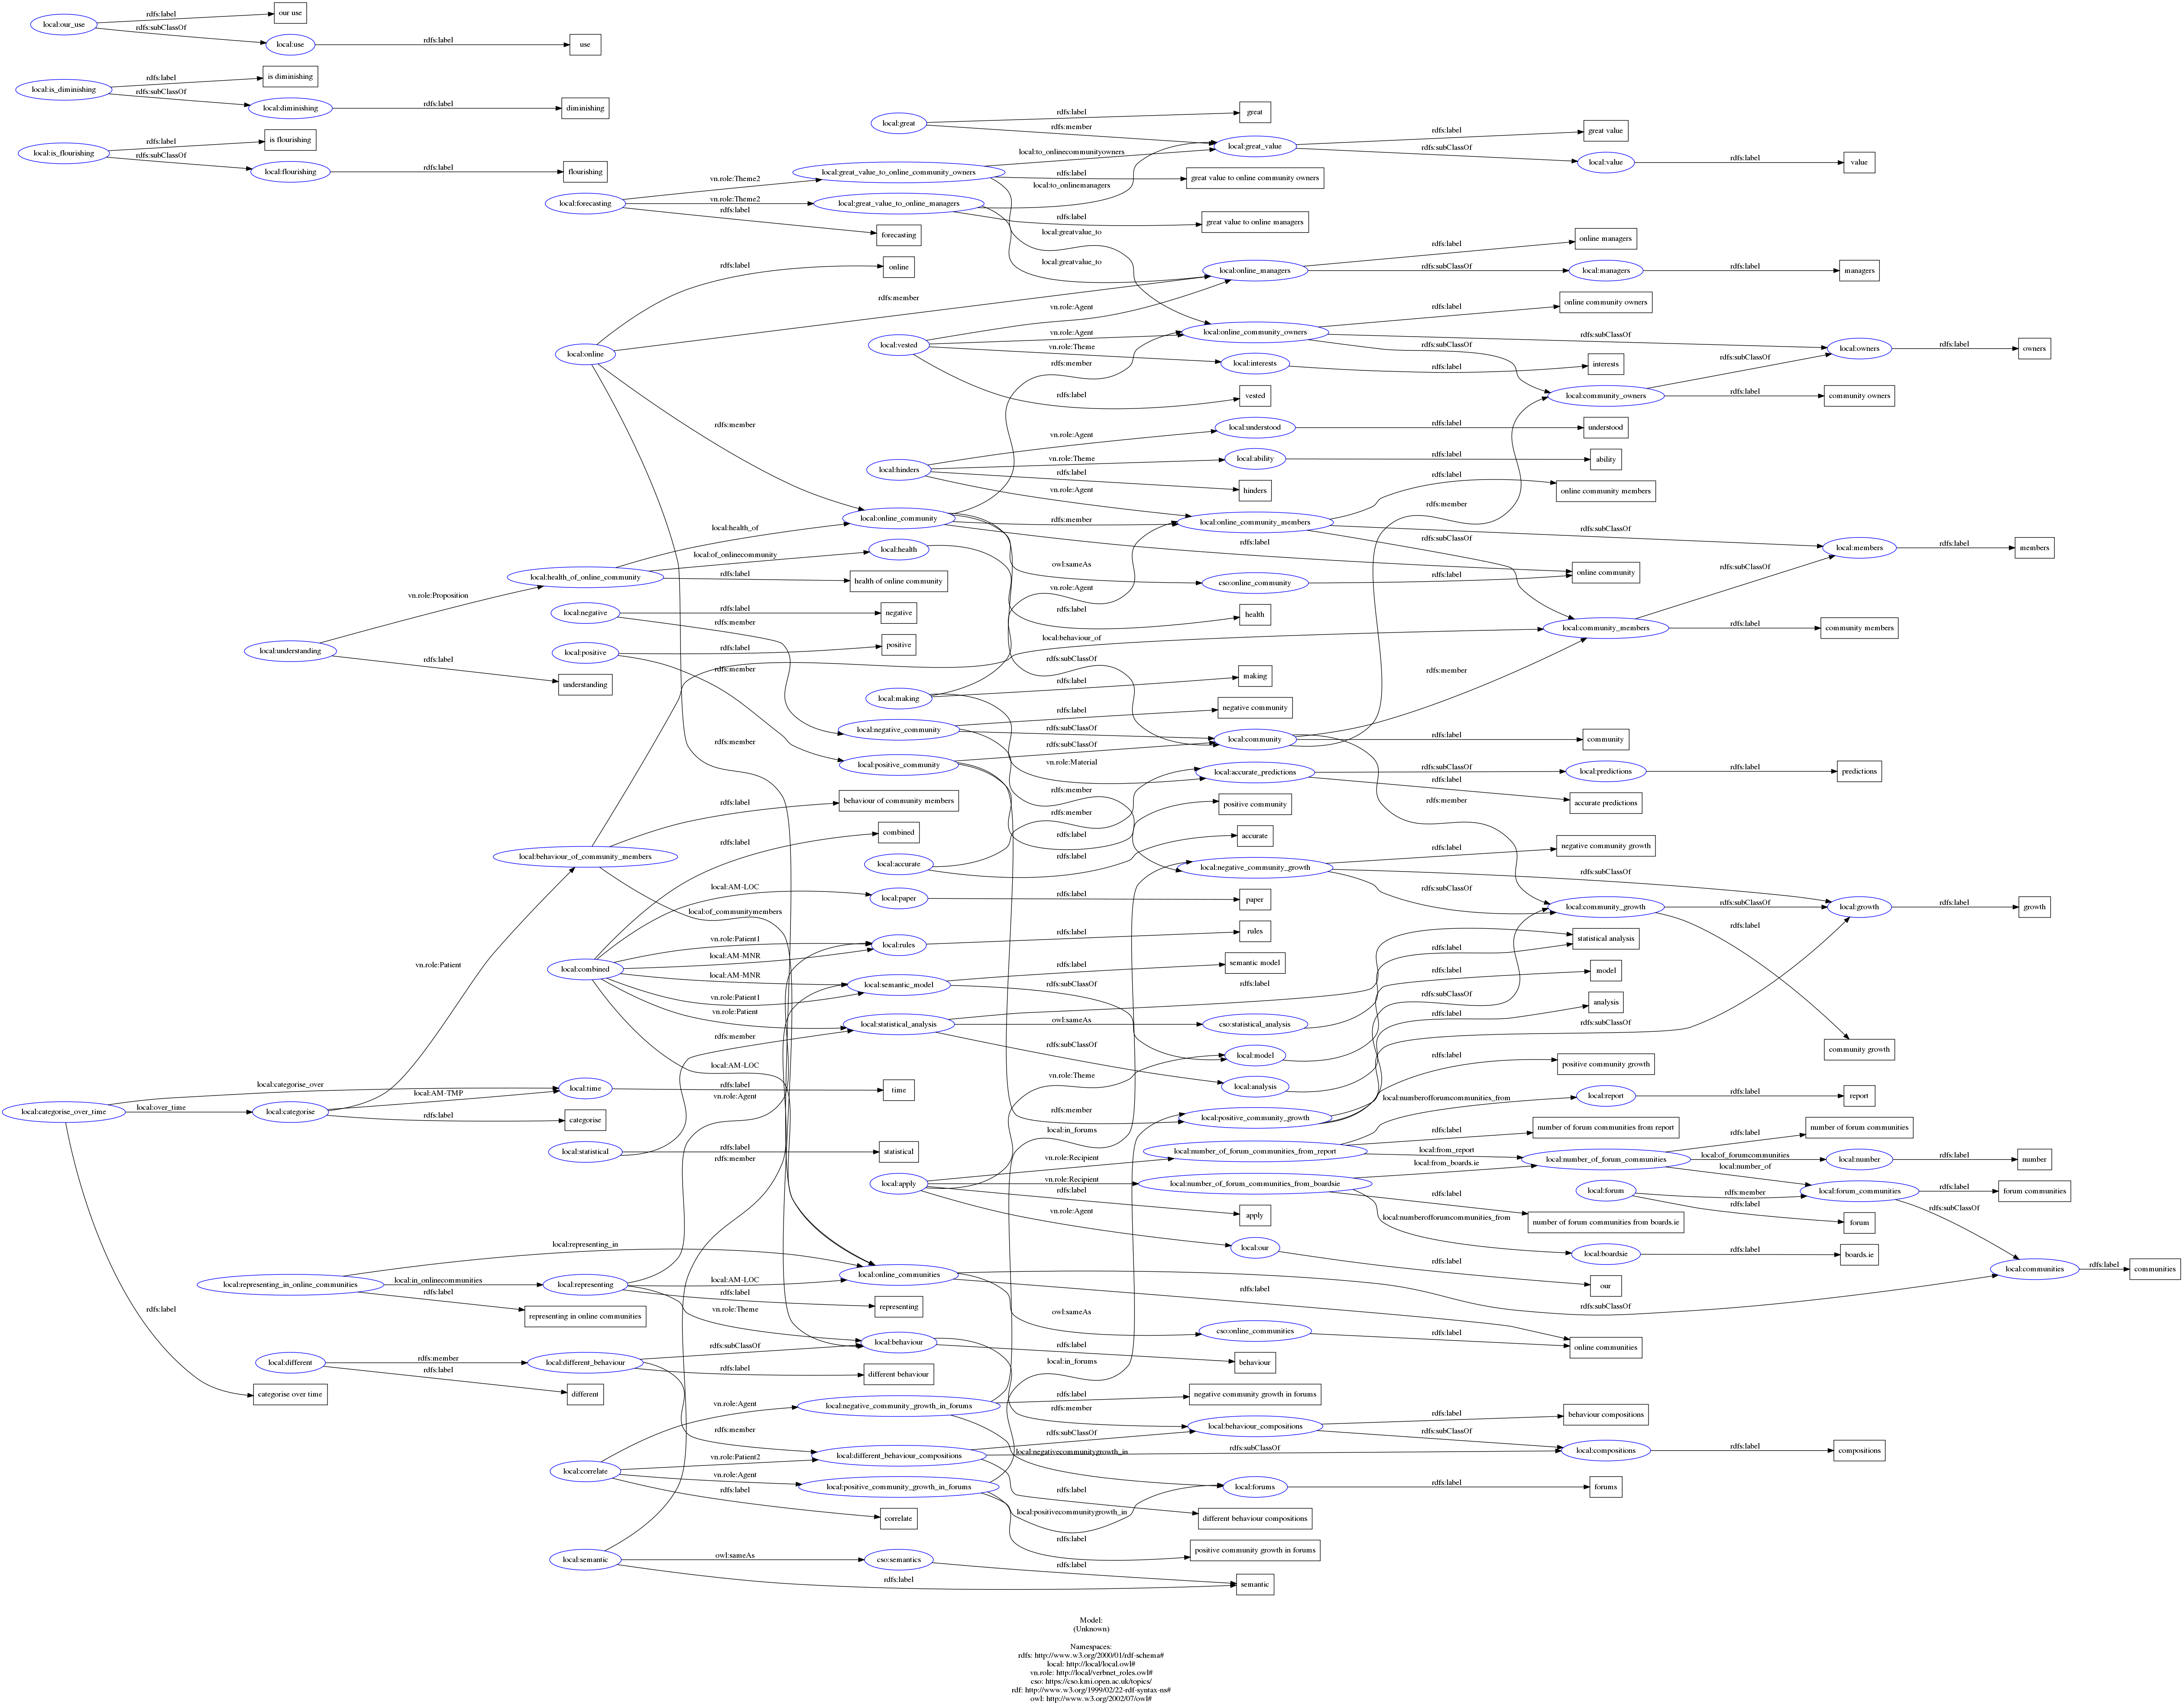 rdfs:label
our use
local:our_use
rdfs:subClassOf
local:use
rdfs:label
use
rdfs:label
is diminishing
local:is_diminishing
rdfs:subClassOf
local:diminishing
rdfs:label
diminishing
rdfs:label
is flourishing
local:is_flourishing
rdfs:subClassOf
local:flourishing
rdfs:label
flourishing
local:great
rdfs:label
great
rdfs:member
local:great_value
rdfs:label
great value
rdfs:subClassOf
local:value
rdfs:label
value
local:forecasting
vn.role:Theme2
local:great_value_to_online_community_owners
local:to_onlinecommunityowners
rdfs:label
great value to online community owners
local:to_onlinemanagers
vn.role:Theme2
local:great_value_to_online_managers
rdfs:label
great value to online managers
rdfs:label
forecasting
local:greatvalue_to
local:greatvalue_to
rdfs:label
online
rdfs:member
local:online
rdfs:member
rdfs:member
local:online_managers
rdfs:label
online managers
rdfs:subClassOf
local:managers
rdfs:label
managers
local:vested
vn.role:Agent
vn.role:Agent
vn.role:Theme
rdfs:label
vested
rdfs:member
local:online_community_owners
rdfs:label
online community owners
rdfs:subClassOf
rdfs:subClassOf
local:interests
rdfs:label
interests
rdfs:subClassOf
local:owners
rdfs:label
owners
local:community_owners
rdfs:label
community owners
local:hinders
vn.role:Agent
local:understood
rdfs:label
understood
vn.role:Theme
local:ability
rdfs:label
ability
rdfs:label
hinders
vn.role:Agent
rdfs:member
local:online_community
rdfs:member
local:online_community_members
rdfs:label
online community members
rdfs:subClassOf
rdfs:subClassOf
rdfs:label
online community
owl:sameAs
cso:online_community
rdfs:label
rdfs:subClassOf
local:members
rdfs:label
members
local:community_members
rdfs:label
community members
rdfs:member
local:understanding
vn.role:Proposition
rdfs:label
understanding
local:health_of_online_community
local:health_of
local:of_onlinecommunity
local:health
rdfs:label
health
rdfs:label
health of online community
local:negative
rdfs:label
negative
rdfs:member
local:positive
rdfs:label
positive
rdfs:member
vn.role:Agent
local:behaviour_of
rdfs:subClassOf
local:making
rdfs:label
making
vn.role:Material
local:negative_community
rdfs:label
negative community
rdfs:subClassOf
rdfs:member
local:positive_community
rdfs:subClassOf
rdfs:label
positive community
rdfs:member
local:community
rdfs:label
community
rdfs:member
local:accurate_predictions
rdfs:subClassOf
local:predictions
rdfs:label
predictions
rdfs:label
accurate predictions
rdfs:member
local:accurate
rdfs:label
accurate
local:behaviour_of_community_members
rdfs:label
behaviour of community members
local:of_communitymembers
local:negative_community_growth
rdfs:label
negative community growth
rdfs:subClassOf
rdfs:subClassOf
local:community_growth
rdfs:subClassOf
local:growth
rdfs:label
growth
rdfs:label
community growth
local:combined
rdfs:label
combined
local:AM-LOC
local:paper
rdfs:label
paper
vn.role:Patient1
local:AM-MNR
local:rules
rdfs:label
rules
local:AM-MNR
vn.role:Patient1
local:semantic_model
rdfs:label
semantic model
rdfs:subClassOf
vn.role:Patient
local:AM-LOC
local:statistical_analysis
rdfs:label
statistical analysis
owl:sameAs
cso:statistical_analysis
rdfs:label
rdfs:subClassOf
local:model
rdfs:label
model
local:analysis
rdfs:label
analysis
rdfs:subClassOf
rdfs:subClassOf
local:positive_community_growth
rdfs:label
positive community growth
vn.role:Patient
local:categorise_over_time
local:categorise_over
local:over_time
local:categorise
local:AM-TMP
local:time
rdfs:label
time
rdfs:label
categorise
rdfs:label
categorise over time
local:statistical
rdfs:member
rdfs:label
statistical
vn.role:Agent
rdfs:member
local:apply
vn.role:Theme
vn.role:Recipient
vn.role:Recipient
rdfs:label
apply
vn.role:Agent
local:our
rdfs:label
our
local:in_forums
local:number_of_forum_communities_from_report
local:numberofforumcommunities_from
local:report
rdfs:label
report
rdfs:label
number of forum communities from report
local:from_report
local:number_of_forum_communities_from_boardsie
local:from_boards.ie
rdfs:label
number of forum communities from boards.ie
local:numberofforumcommunities_from
local:boardsie
rdfs:label
boards.ie
local:number_of_forum_communities
rdfs:label
number of forum communities
local:of_forumcommunities
local:number
rdfs:label
number
local:number_of
local:forum
rdfs:member
rdfs:label
forum
local:forum_communities
rdfs:label
forum communities
rdfs:subClassOf
local:communities
rdfs:label
communities
local:representing_in_online_communities
local:representing_in
local:in_onlinecommunities
rdfs:label
representing in online communities
local:representing
local:AM-LOC
rdfs:label
representing
vn.role:Theme
local:online_communities
rdfs:subClassOf
rdfs:label
online communities
owl:sameAs
cso:online_communities
rdfs:label
local:different
rdfs:member
rdfs:label
different
local:different_behaviour
rdfs:subClassOf
rdfs:label
different behaviour
rdfs:member
local:behaviour
rdfs:label
behaviour
rdfs:member
local:in_forums
local:correlate
vn.role:Agent
local:negative_community_growth_in_forums
rdfs:label
negative community growth in forums
local:negativecommunitygrowth_in
vn.role:Patient2
local:different_behaviour_compositions
rdfs:subClassOf
rdfs:subClassOf
rdfs:label
different behaviour compositions
local:behaviour_compositions
rdfs:label
behaviour compositions
rdfs:subClassOf
local:compositions
rdfs:label
compositions
vn.role:Agent
local:positive_community_growth_in_forums
local:positivecommunitygrowth_in
local:forums
rdfs:label
forums
rdfs:label
positive community growth in forums
rdfs:label
correlate
local:semantic
owl:sameAs
cso:semantics
rdfs:label
rdfs:label
semantic
Model:
(Unknown)
Namespaces:
rdfs: http://www.w3.org/2000/01/rdf-schema#
local: http://local/local.owl#
vn.role: http://local/verbnet_roles.owl#
cso: https://cso.kmi.open.ac.uk/topics/
rdf: http://www.w3.org/1999/02/22-rdf-syntax-ns#
owl: http://www.w3.org/2002/07/owl#